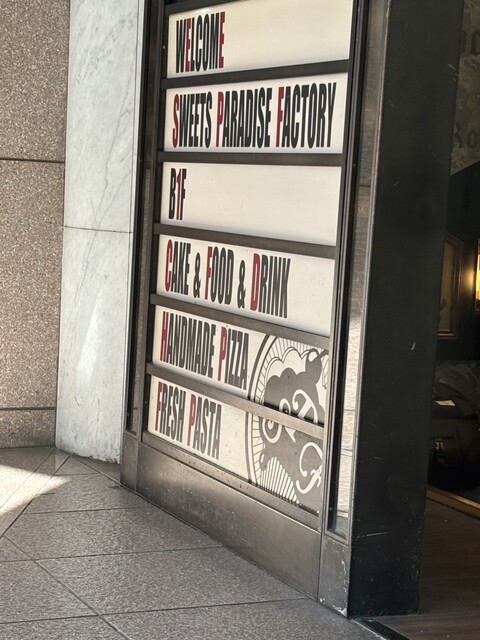 WELCOME
SWEETS PARADISE FACTORY
B1F
CAKE & FOOD & DRINK
HANDMADE PIZZA
FRESH PASTA